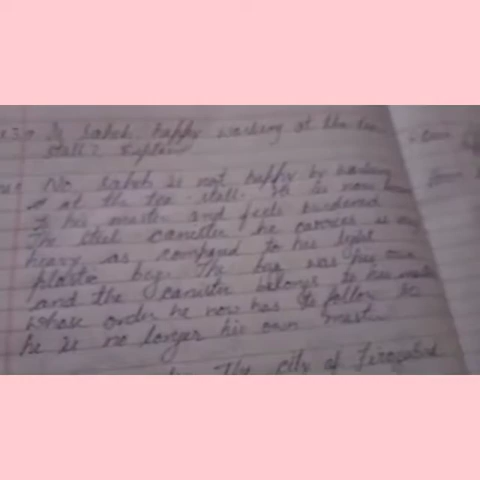 Is Saheb happy working at the tea
stall? Explain
No, Saheb is not happy by working
at the tea-stall. He is now
to his master and feels burdened
The steel canister he carries is
heavy as compared to his light
plastic bag. The bag was his own
and the canister belongs to his
whose order he now has to follow.
he is no longer his own mast
The city of Firozabad